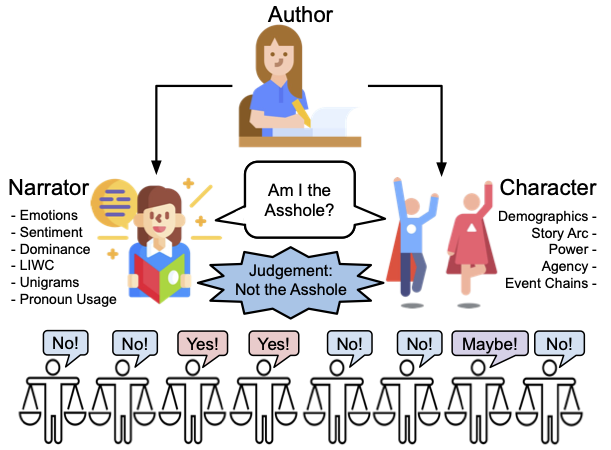 Author
Narrator
- Emotions
- Sentiment
- Dominance
- LIWC
- Unigrams
- Pronoun Usage
Am I the
Asshole?
Judgement:
Not the Asshole
Character
Demographics -
Story Arc -
Power -
Agency -
Event Chains -
No!
No!
Yes!
Yes!
No!
No!
Maybe!
No!